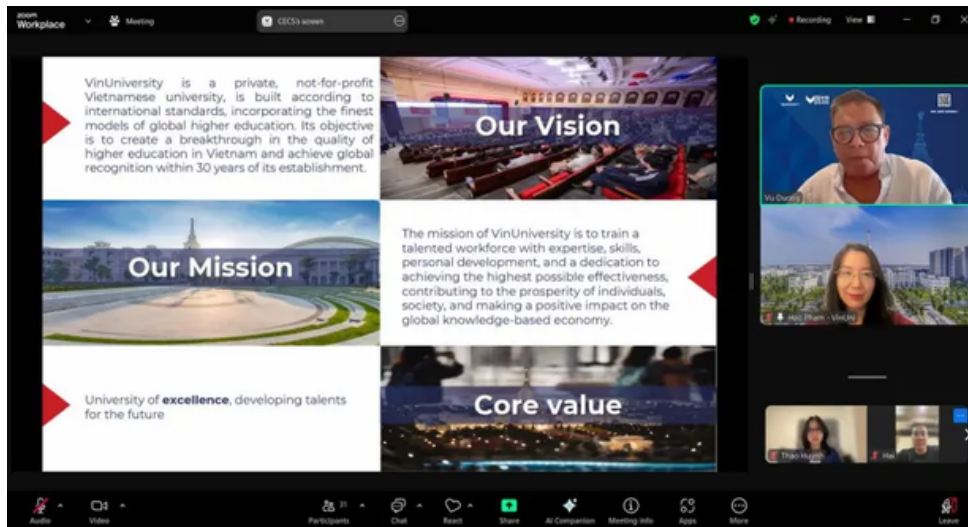 zoom
Workplace
Meeting
CECS's screen
Recording
View
VinUniversity is a private, not-for-profit
Vietnamese university, is built according to
international standards, incorporating the finest
models of global higher education. Its objective
is to create a breakthrough in the quality of
higher education in Vietnam and achieve global
recognition within 30 years of its establishment.
Our Vision
Our Mission
The mission of VinUniversity is to train a
talented workforce with expertise, skills,
personal development, and a dedication to
achieving the highest possible effectiveness,
contributing to the prosperity of individuals,
society, and making a positive impact on the
global knowledge-based economy.
University of excellence, developing talents
for the future
Core value
Vu Duong
Hao Pham - VinUni
Thao Huynh
Hai
Audio
Video
31
Participants
Chat
React
Share
AI Companion
Meeting info
Apps
More
Leave